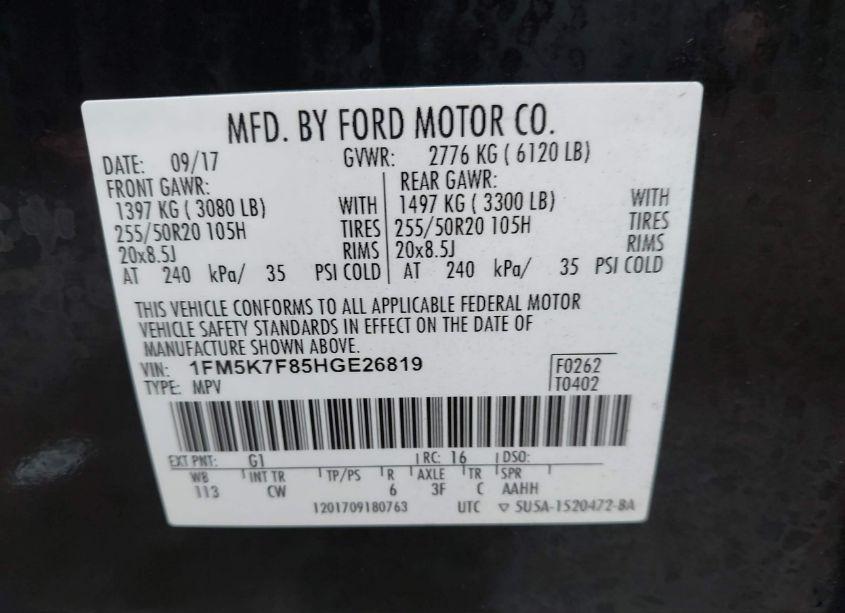 MFD. BY FORD MOTOR CO.
DATE: 09/17 GVWR: 2776 KG ( 6120 LB)
FRONT GAWR: REAR GAWR:
1397 KG ( 3080 LB) WITH 1497 KG ( 3300 LB) WITH
255/50R20 105H TIRES 255/50R20 105H TIRES
20x8.5J RIMS 20x8.5J RIMS
AT 240 kPa/ 35 PSI COLD AT 240 kPa/ 35 PSI COLD
THIS VEHICLE CONFORMS TO ALL APPLICABLE FEDERAL MOTOR
VEHICLE SAFETY STANDARDS IN EFFECT ON THE DATE OF
MANUFACTURE SHOWN ABOVE.
VIN: 1FM5K7F85HGE26819 F0262
TYPE: MPV T0402
EXT PNT: G1 RC: 16 DSO:
WB INT TR TP/PS R AXLE TR SPR
113 CW 6 3F C AAHH
1201709180763 UTC ▽ 5U5A-1520472-BA